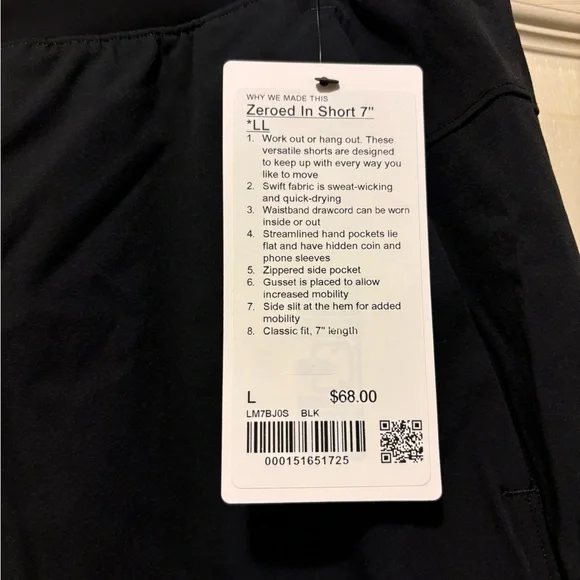 WHY WE MADE THIS
Zeroed In Short 7"
*LL
1. Work out or hang out. These
versatile shorts are designed
to keep up with every way you
like to move
2. Swift fabric is sweat-wicking
and quick-drying
3. Waistband drawcord can be worn
inside or out
4. Streamlined hand pockets lie
flat and have hidden coin and
phone sleeves
5. Zippered side pocket
6. Gusset is placed to allow
increased mobility
7. Side slit at the hem for added
mobility
8. Classic fit, 7" length
L $68.00
LM7BJ0S BLK
000151651725